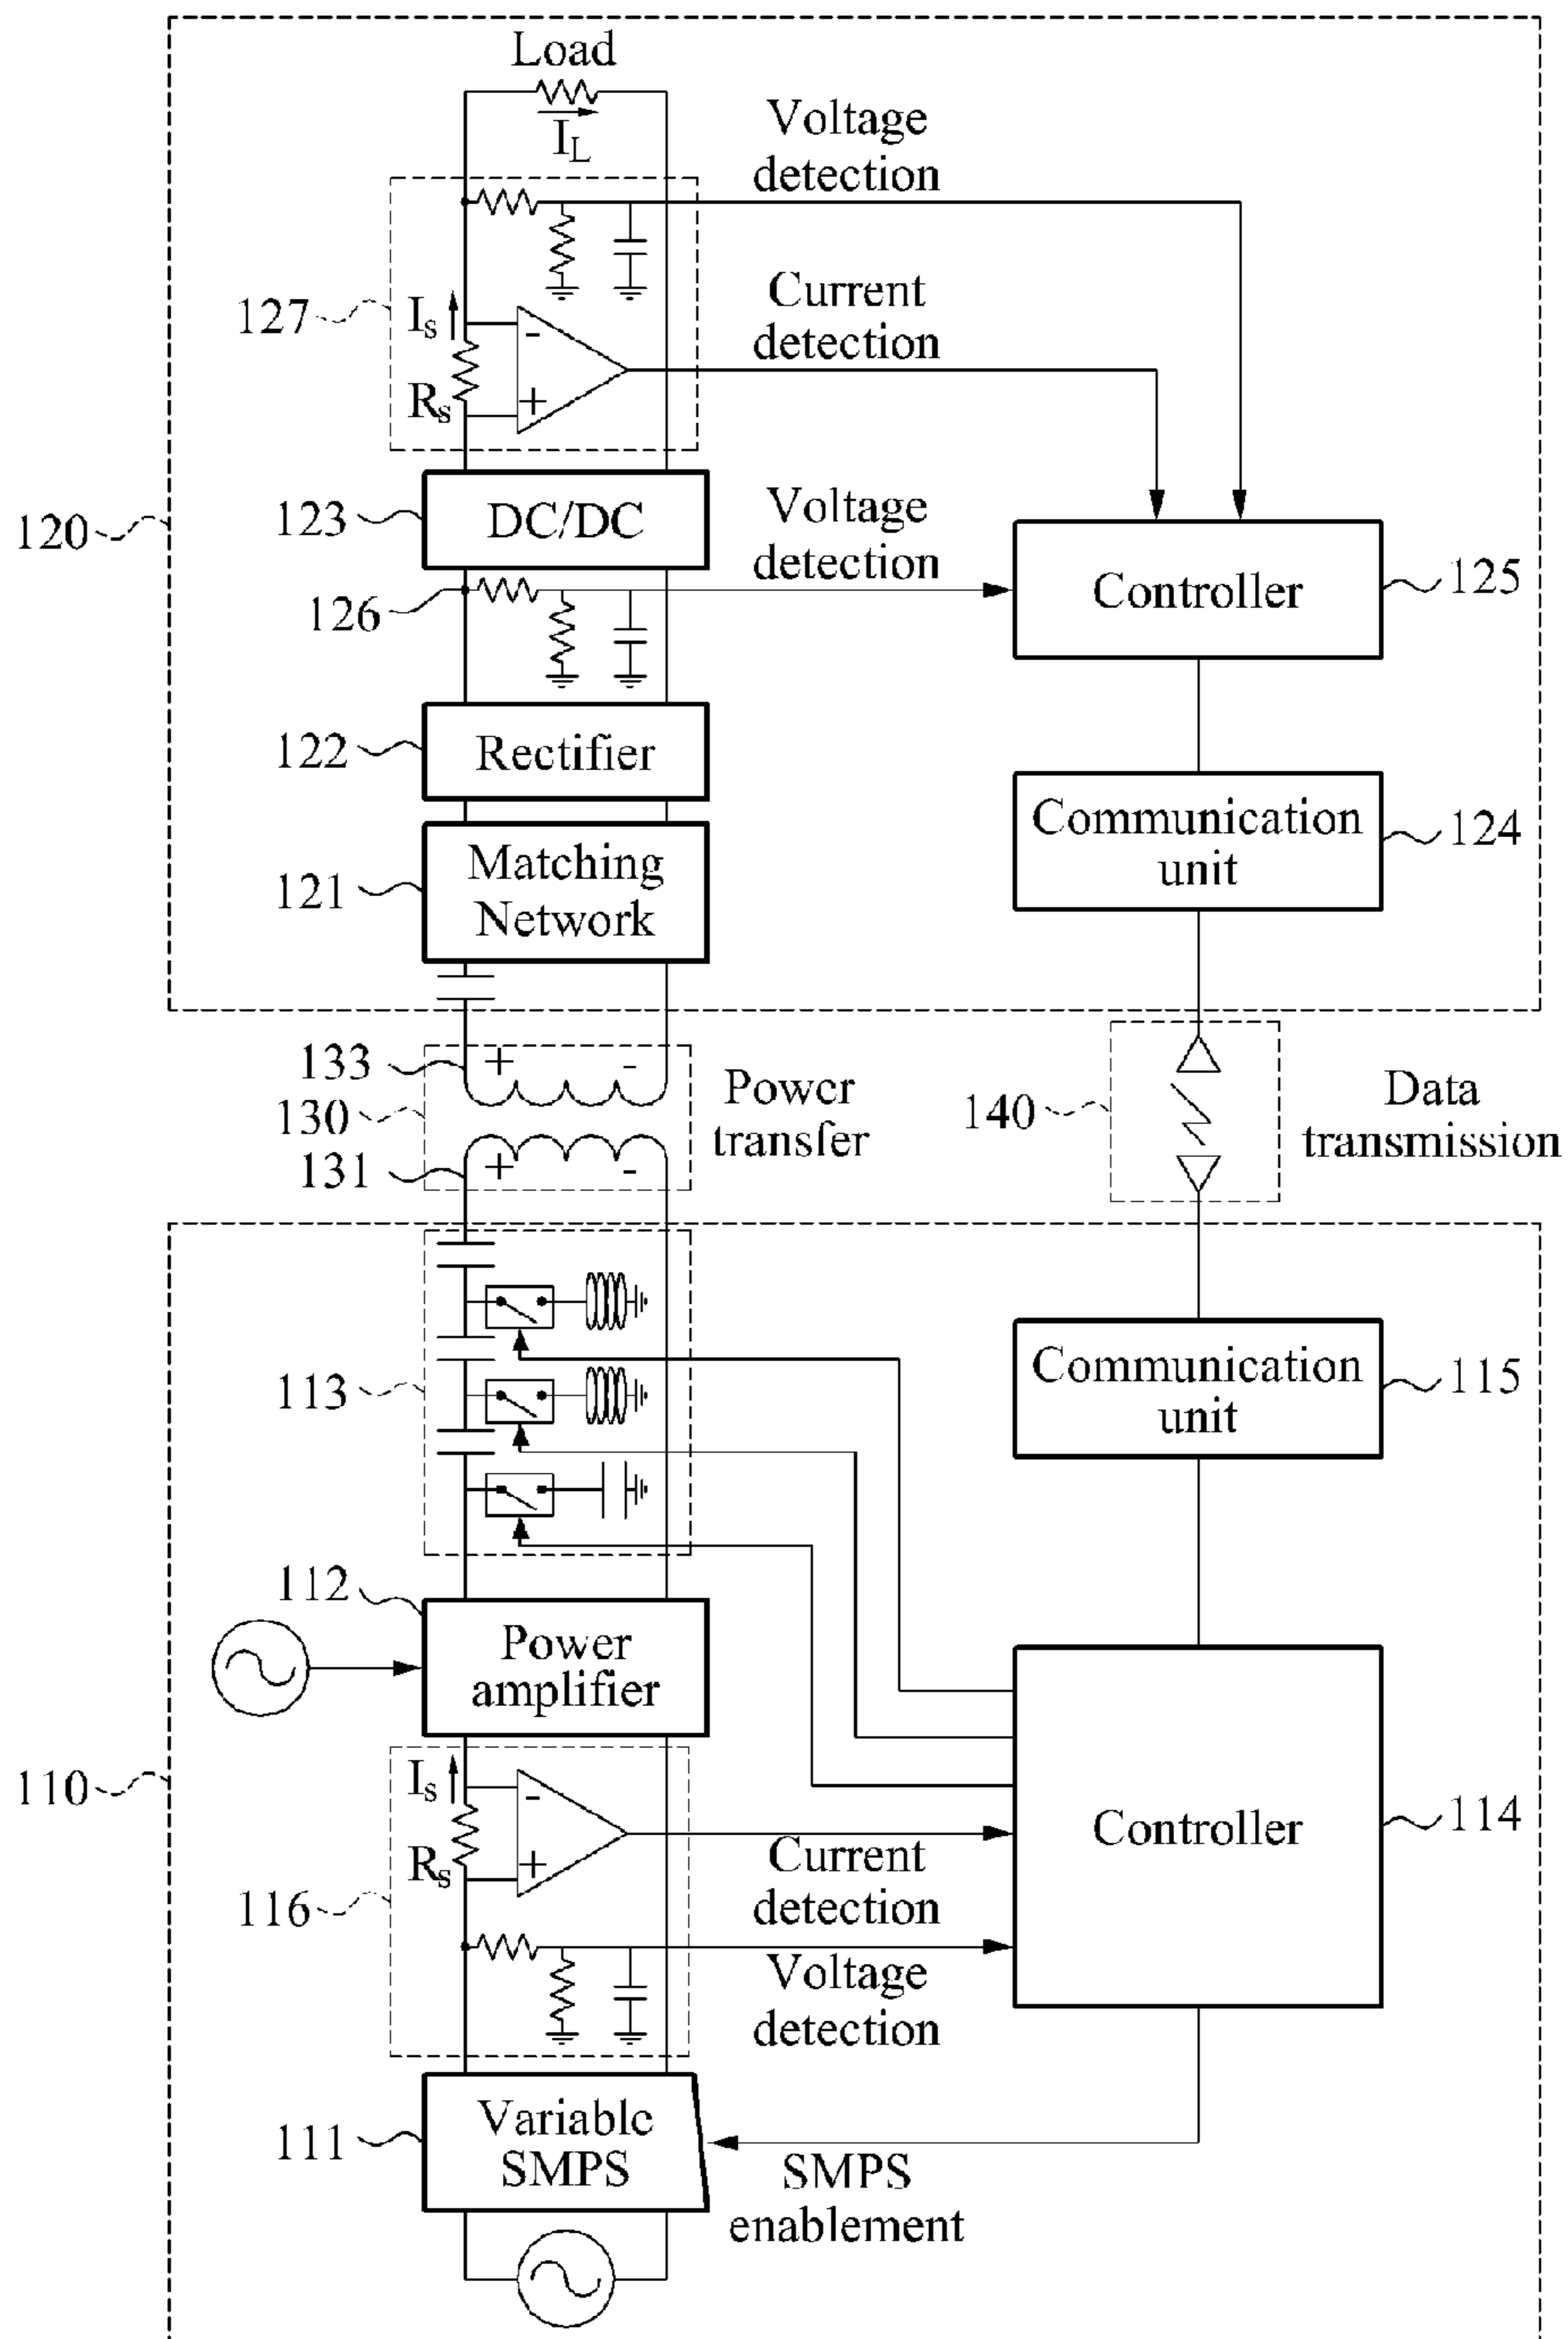 Load
I_L
Voltage
detection
127
I_s
-
Current
detection
R_s
+
120
123
DC/DC
Voltage
detection
126
Controller
125
122
Rectifier
121
Matching
Network
Communication
unit
124
133
+ -
130
Power
transfer
131
+ -
140
Data
transmission
113
Communication
unit
115
112
Power
amplifier
110
I_s
-
R_s
+
Current
detection
Controller
114
116
Voltage
detection
111
Variable
SMPS
SMPS
enablement